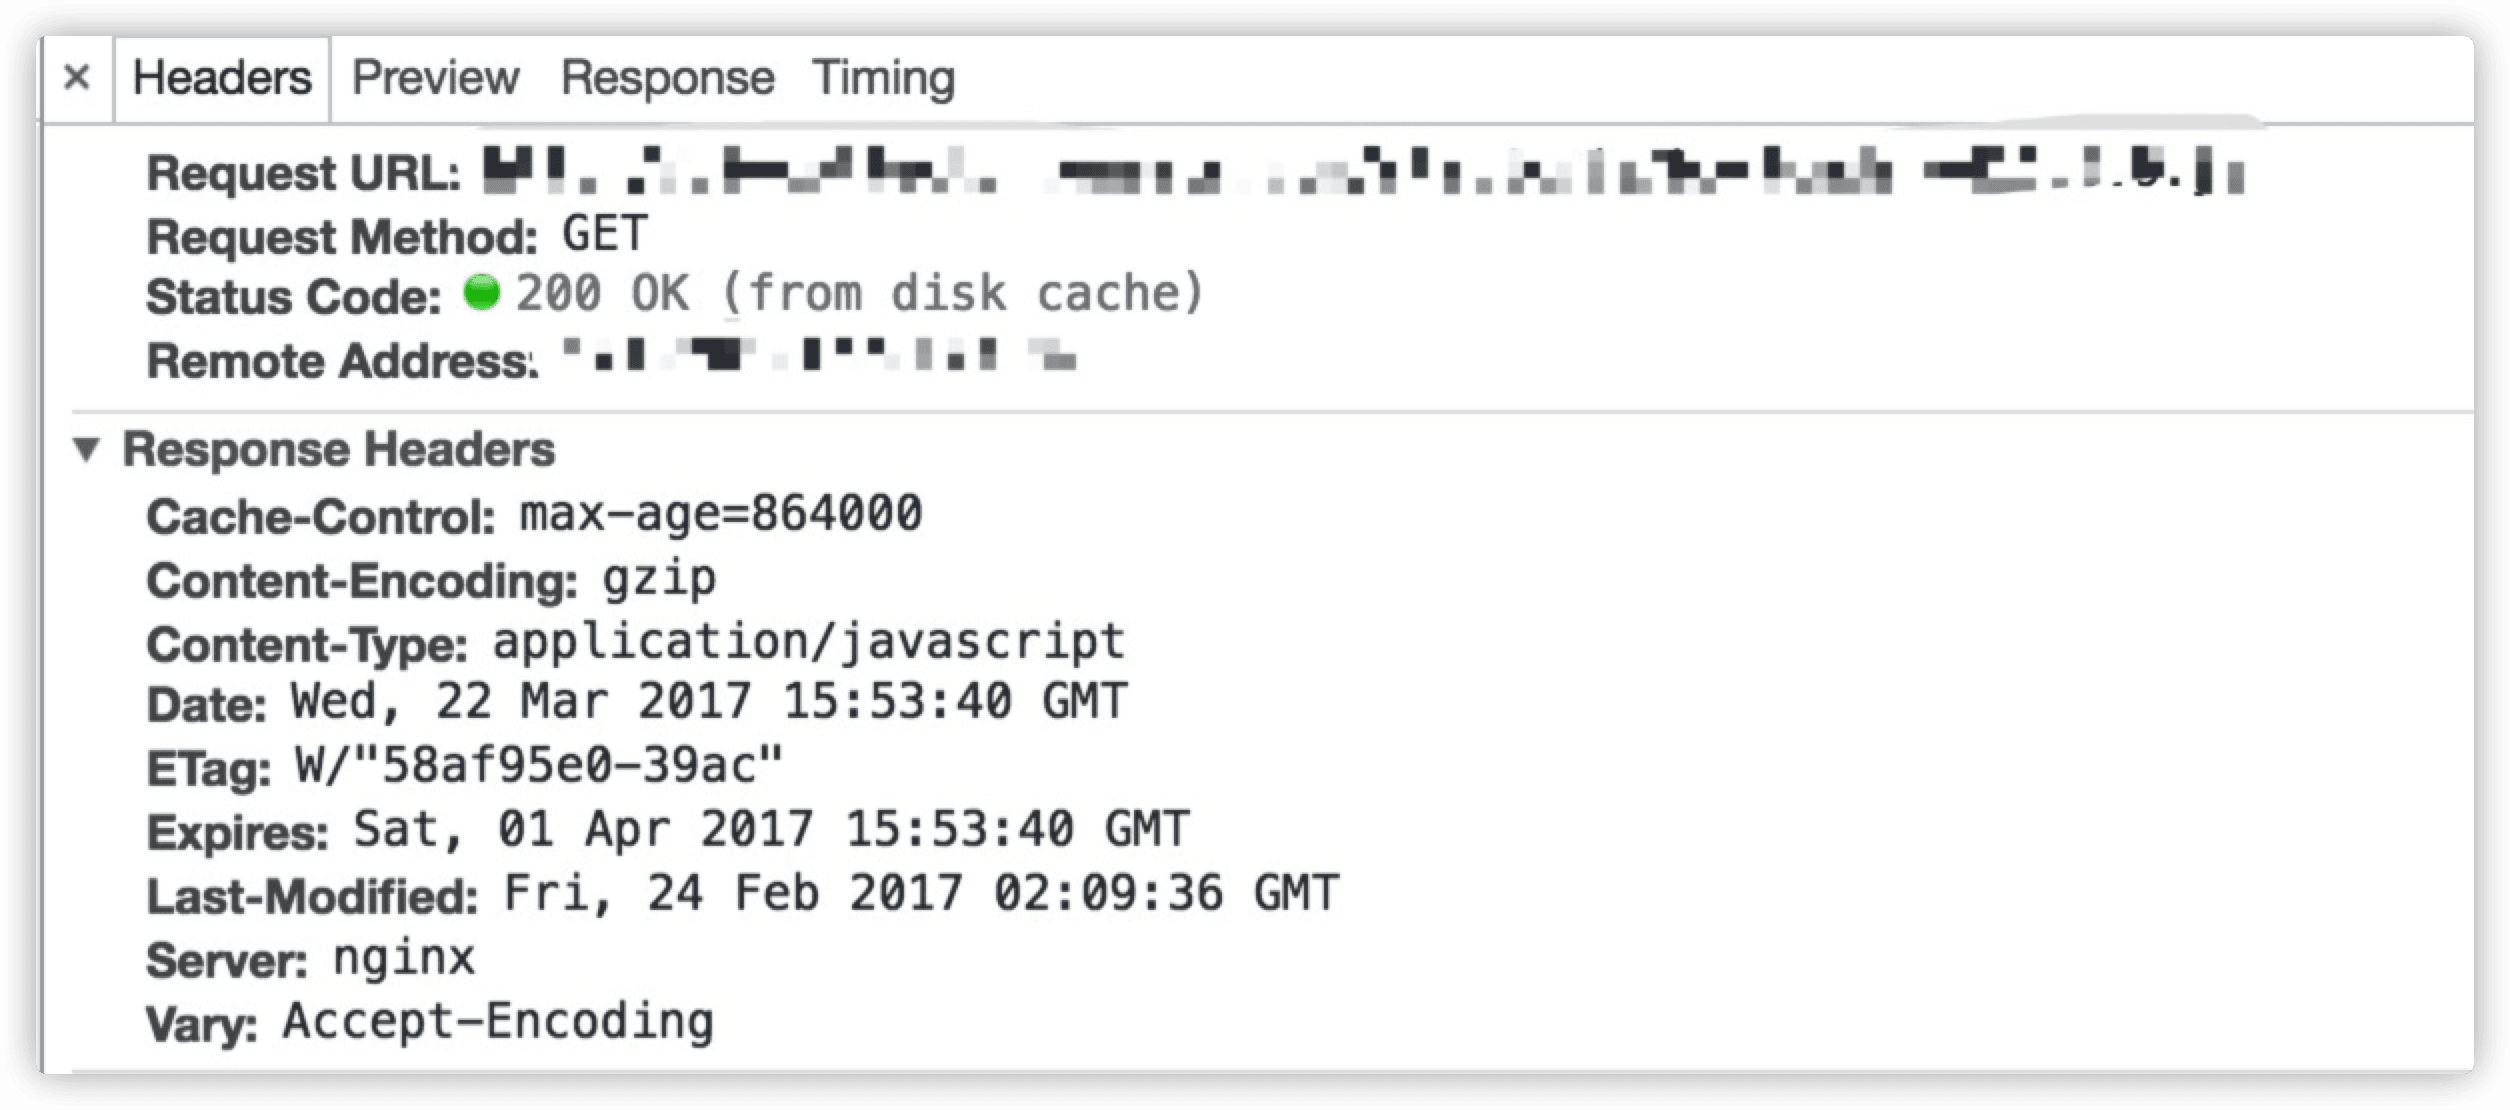 × Headers Preview Response Timing
Request URL:
Request Method: GET
Status Code: 200 OK (from disk cache)
Remote Address:
▼ Response Headers
Cache-Control: max-age=864000
Content-Encoding: gzip
Content-Type: application/javascript
Date: Wed, 22 Mar 2017 15:53:40 GMT
ETag: W/"58af95e0-39ac"
Expires: Sat, 01 Apr 2017 15:53:40 GMT
Last-Modified: Fri, 24 Feb 2017 02:09:36 GMT
Server: nginx
Vary: Accept-Encoding